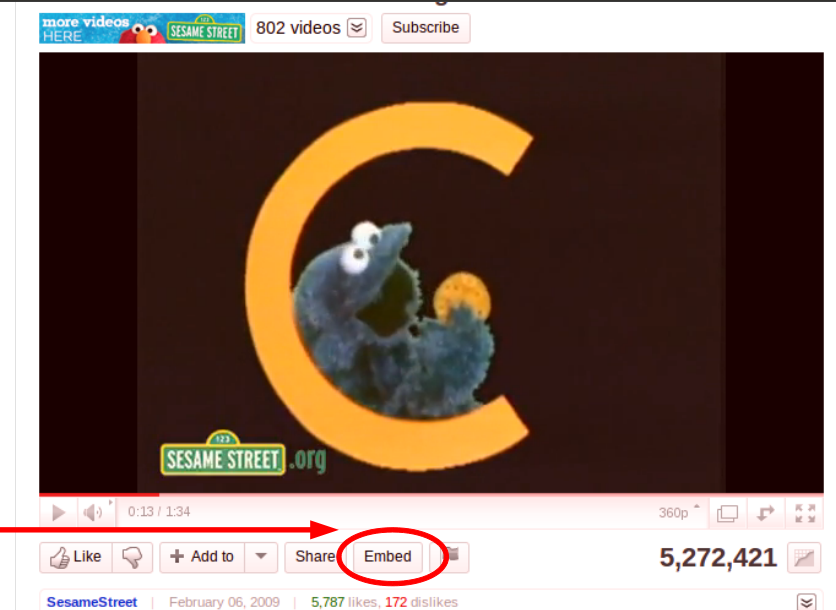 more videos
HERE
123
SESAME STREET
802 videos
Subscribe
C
123
SESAME STREET.org
0:13 / 1:34
360p
Like
Add to
Share
Embed
5,272,421
SesameStreet | February 06, 2009 | 5,787 likes, 172 dislikes